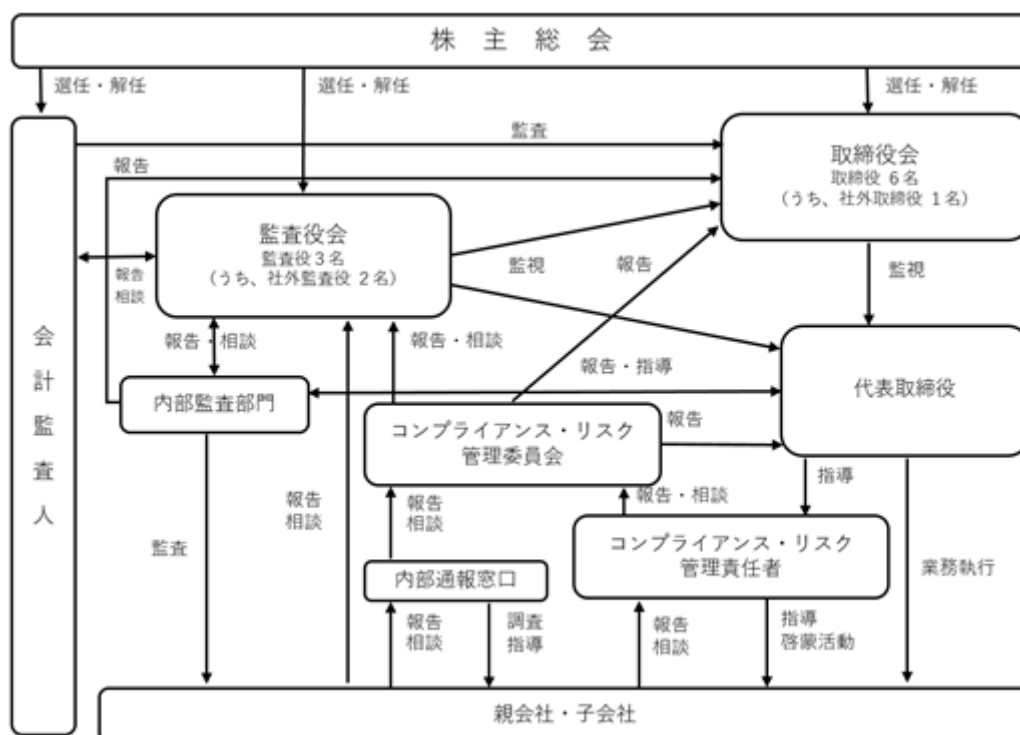 株 主 総 会
選任・解任
選任・解任
選任・解任
監査
報告
取締役会
取締役 6名
(うち、社外取締役 1名)
監査役会
監査役3名
(うち、社外監査役 2名)
報告
相談
監視
報告
監視
会計監査人
報告・相談
報告・相談
報告・指導
代表取締役
内部監査部門
コンプライアンス・リスク
管理委員会
報告
指導
報告
相談
報告
相談
報告・相談
監査
コンプライアンス・リスク
管理責任者
業務執行
内部通報窓口
報告
相談
調査
指導
報告
相談
指導
啓蒙活動
親会社・子会社